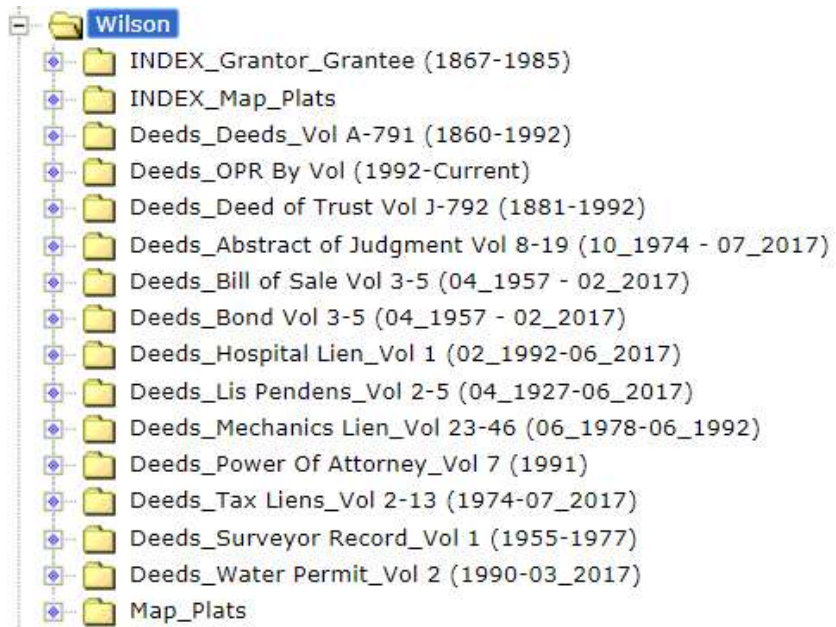 Wilson
INDEX_Grantor_Grantee (1867-1985)
INDEX_Map_Plats
Deeds_Deeds_Vol A-791 (1860-1992)
Deeds_OPR By Vol (1992-Current)
Deeds_Deed of Trust Vol J-792 (1881-1992)
Deeds_Abstract of Judgment Vol 8-19 (10_1974 - 07_2017)
Deeds_Bill of Sale Vol 3-5 (04_1957 - 02_2017)
Deeds_Bond Vol 3-5 (04_1957 - 02_2017)
Deeds_Hospital Lien_Vol 1 (02_1992-06_2017)
Deeds_Lis Pendens_Vol 2-5 (04_1927-06_2017)
Deeds_Mechanics Lien_Vol 23-46 (06_1978-06_1992)
Deeds_Power Of Attorney_Vol 7 (1991)
Deeds_Tax Liens_Vol 2-13 (1974-07_2017)
Deeds_Surveyor Record_Vol 1 (1955-1977)
Deeds_Water Permit_Vol 2 (1990-03_2017)
Map_Plats